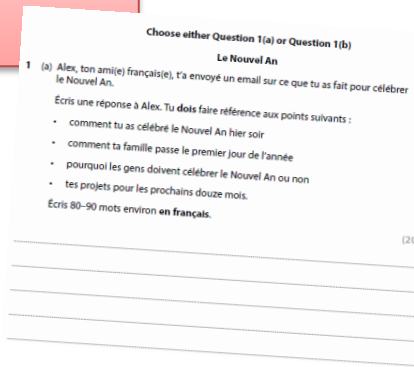 Choose either Question 1(a) or Question 1(b)
Le Nouvel An
1 (a) Alex, ton ami(e) français(e), t'a envoyé un email sur ce que tu as fait pour célébrer
le Nouvel An.
Écris une réponse à Alex. Tu dois faire référence aux points suivants :
• comment tu as célébré le Nouvel An hier soir
• comment ta famille passe le premier jour de l'année
• pourquoi les gens doivent célébrer le Nouvel An ou non
• tes projets pour les prochains douze mois.
Écris 80–90 mots environ en français.